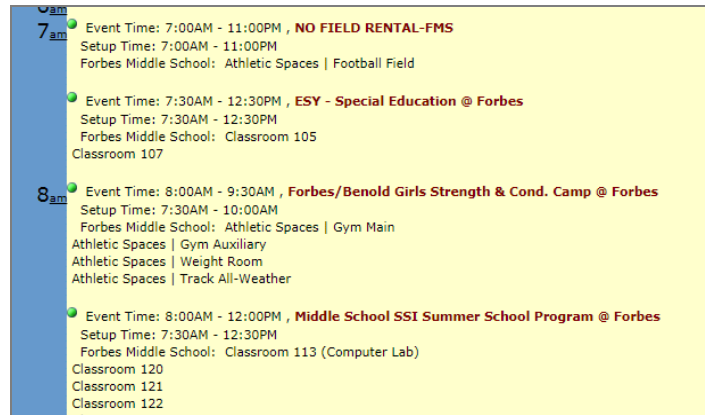 7am Event Time: 7:00AM - 11:00PM , NO FIELD RENTAL-FMS
Setup Time: 7:00AM - 11:00PM
Forbes Middle School: Athletic Spaces | Football Field
Event Time: 7:30AM - 12:30PM , ESY - Special Education @ Forbes
Setup Time: 7:30AM - 12:30PM
Forbes Middle School: Classroom 105
Classroom 107
8am Event Time: 8:00AM - 9:30AM , Forbes/Benold Girls Strength & Cond. Camp @ Forbes
Setup Time: 7:30AM - 10:00AM
Forbes Middle School: Athletic Spaces | Gym Main
Athletic Spaces | Gym Auxiliary
Athletic Spaces | Weight Room
Athletic Spaces | Track All-Weather
Event Time: 8:00AM - 12:00PM , Middle School SSI Summer School Program @ Forbes
Setup Time: 7:30AM - 12:30PM
Forbes Middle School: Classroom 113 (Computer Lab)
Classroom 120
Classroom 121
Classroom 122